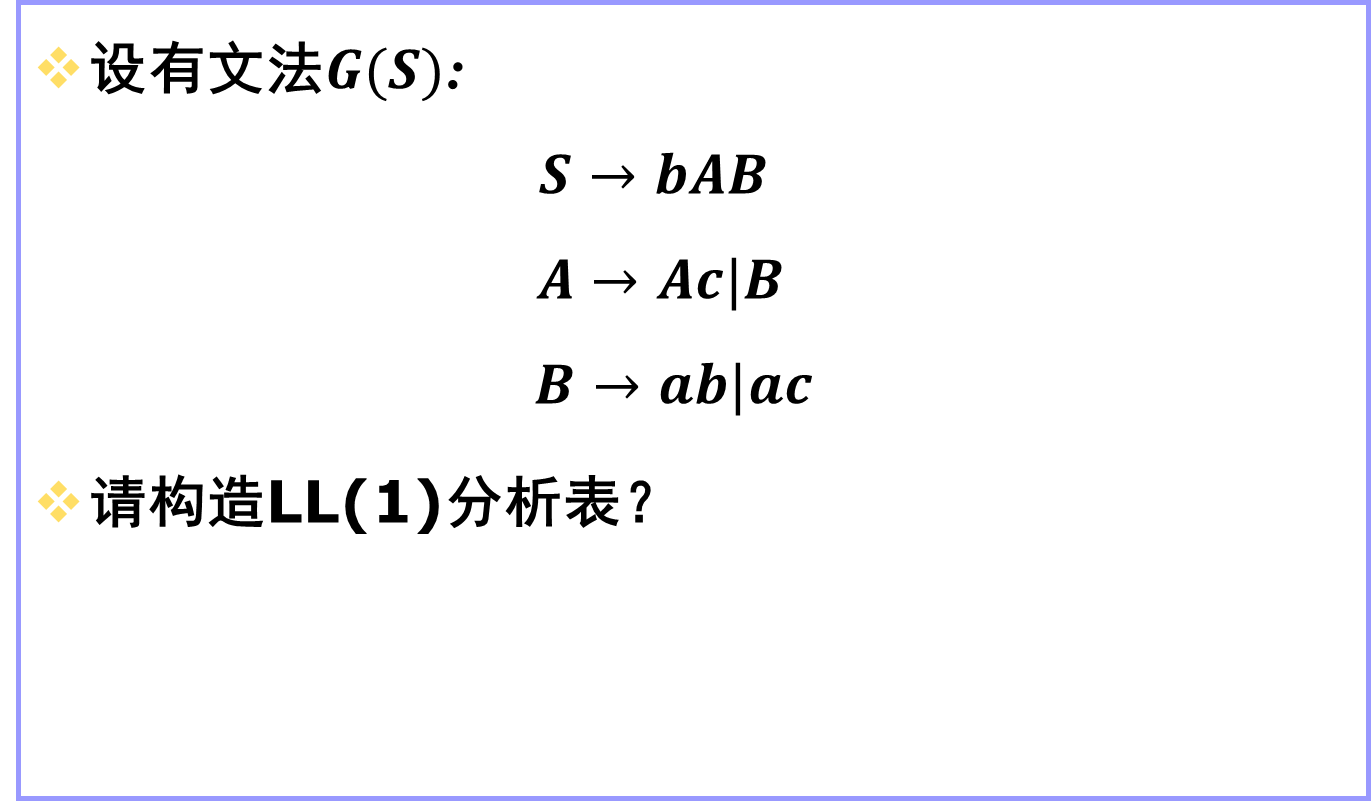 ❖设有文法G(S):
S → bAB
A → Ac|B
B → ab|ac
❖请构造LL(1)分析表?